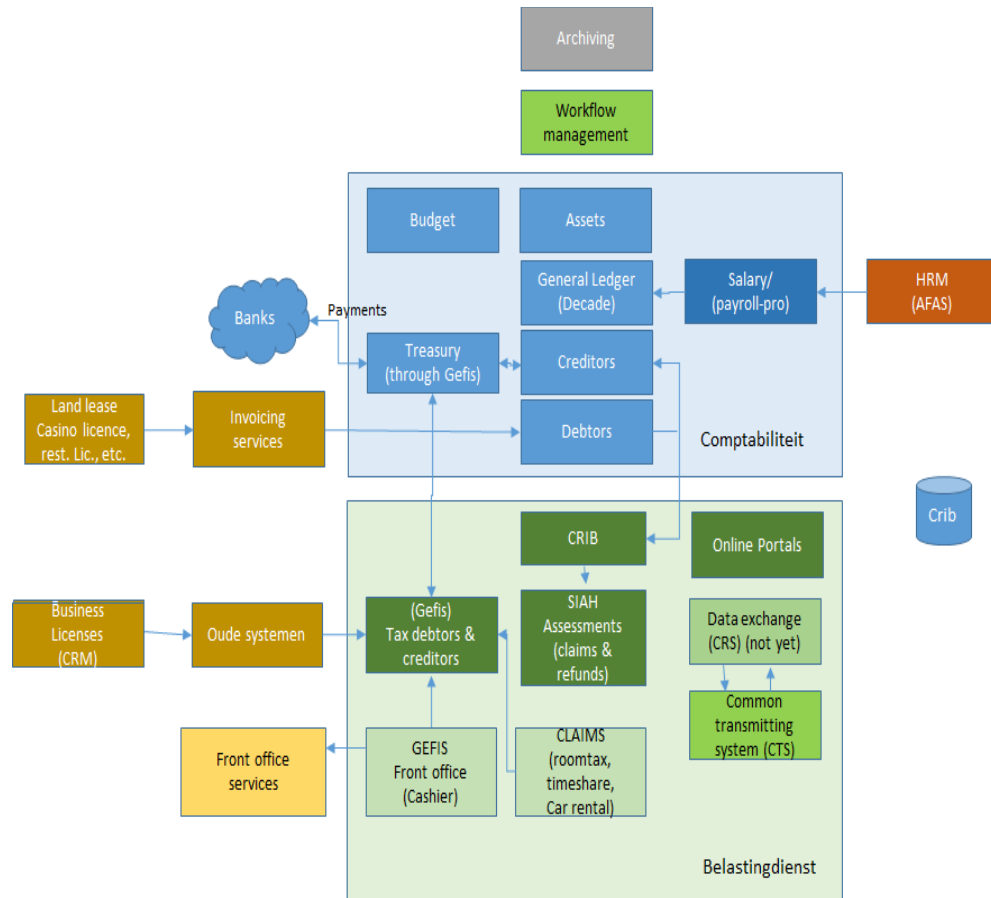 Archiving
Workflow
management
Budget
Assets
General Ledger
(Decade)
Salary/
(payroll-pro)
HRM
(AFAS)
Banks
Payments
Treasury
(through Gefis)
Creditors
Land lease
Casino licence,
rest. Lic., etc.
Invoicing
services
Debtors
Comptabiliteit
Crib
CRIB
Online Portals
Business
Licenses
(CRM)
Oude systemen
(Gefis)
Tax debtors &
creditors
SIAH
Assessments
(claims &
refunds)
Data exchange
(CRS) (not yet)
Common
transmitting
system (CTS)
Front office
services
GEFIS
Front office
(Cashier)
CLAIMS
(roomtax,
timeshare,
Car rental)
Belastingdienst